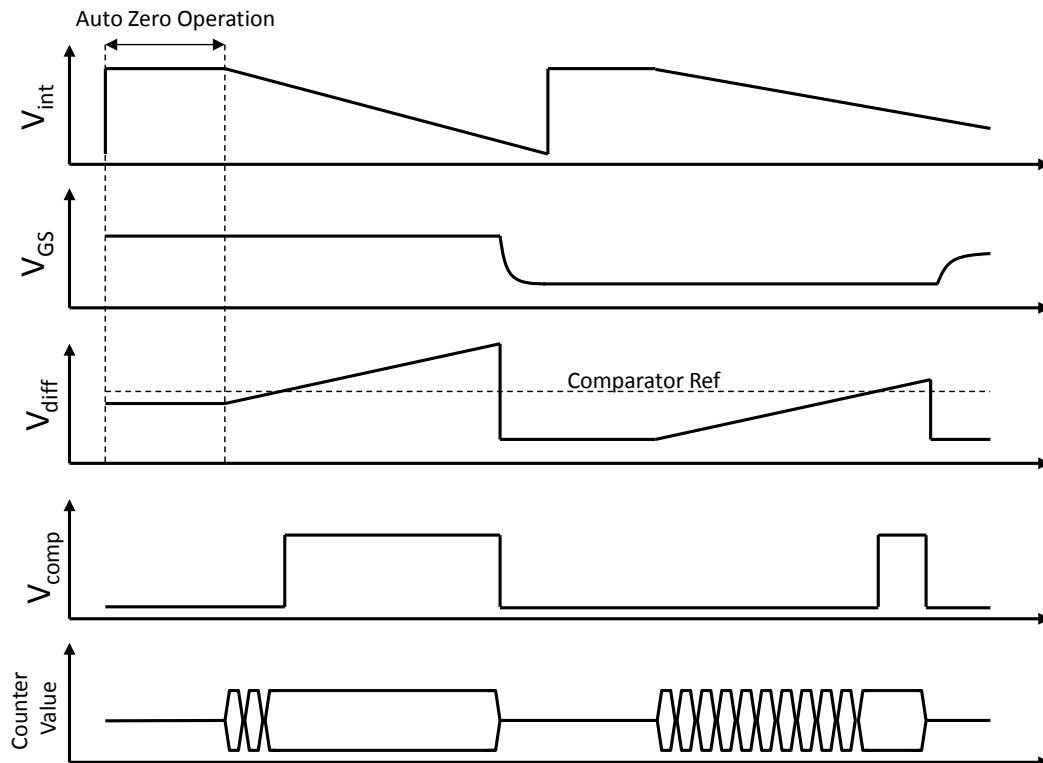 Auto Zero Operation
Vint
VGS
Vdiff
Comparator Ref
Vcomp
Counter
Value